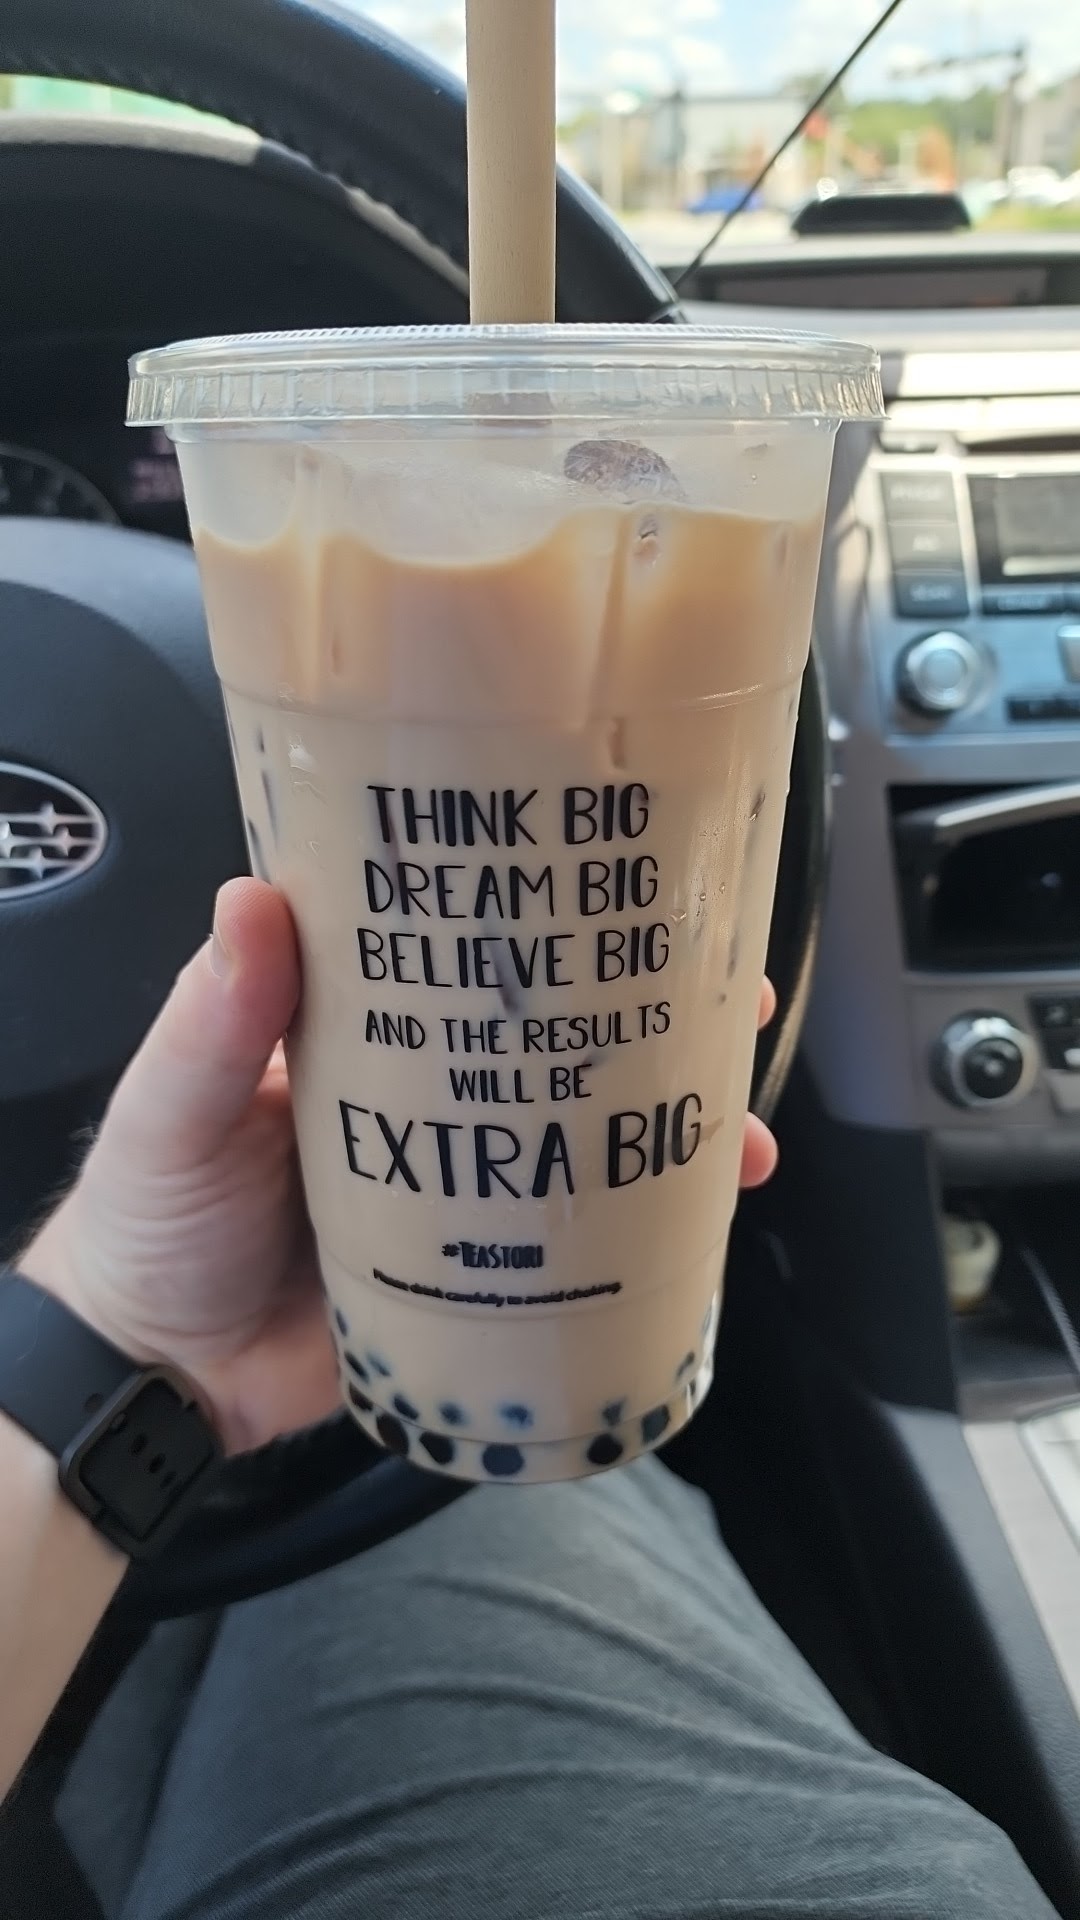 THINK BIG
DREAM BIG
BELIEVE BIG
AND THE RESULTS
WILL BE
EXTRA BIG
#TEASTORI
Please drink carefully to avoid choking.